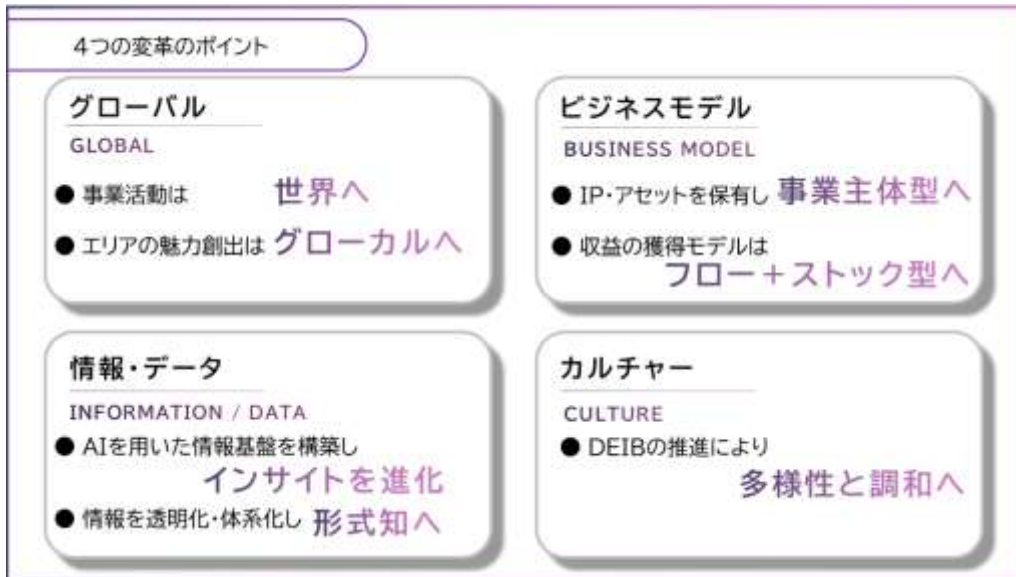 4つの変革のポイント
グローバル
GLOBAL
● 事業活動は 世界へ
● エリアの魅力創出は グローカルへ
ビジネスモデル
BUSINESS MODEL
● IP・アセットを保有し 事業主体型へ
● 収益の獲得モデルは
フロー＋ストック型へ
情報・データ
INFORMATION / DATA
● AIを用いた情報基盤を構築し
インサイトを進化
● 情報を透明化・体系化し 形式知へ
カルチャー
CULTURE
● DEIBの推進により
多様性と調和へ